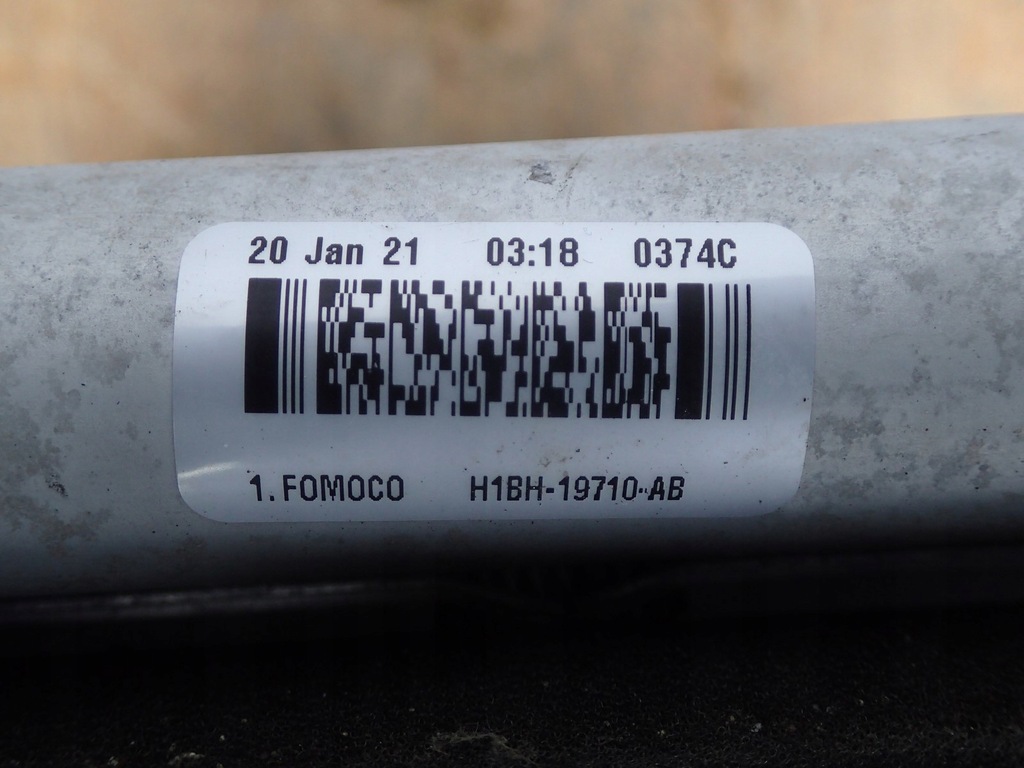 20 Jan 21 03:18 0374C
1. FOMOCO H1BH-19710-AB